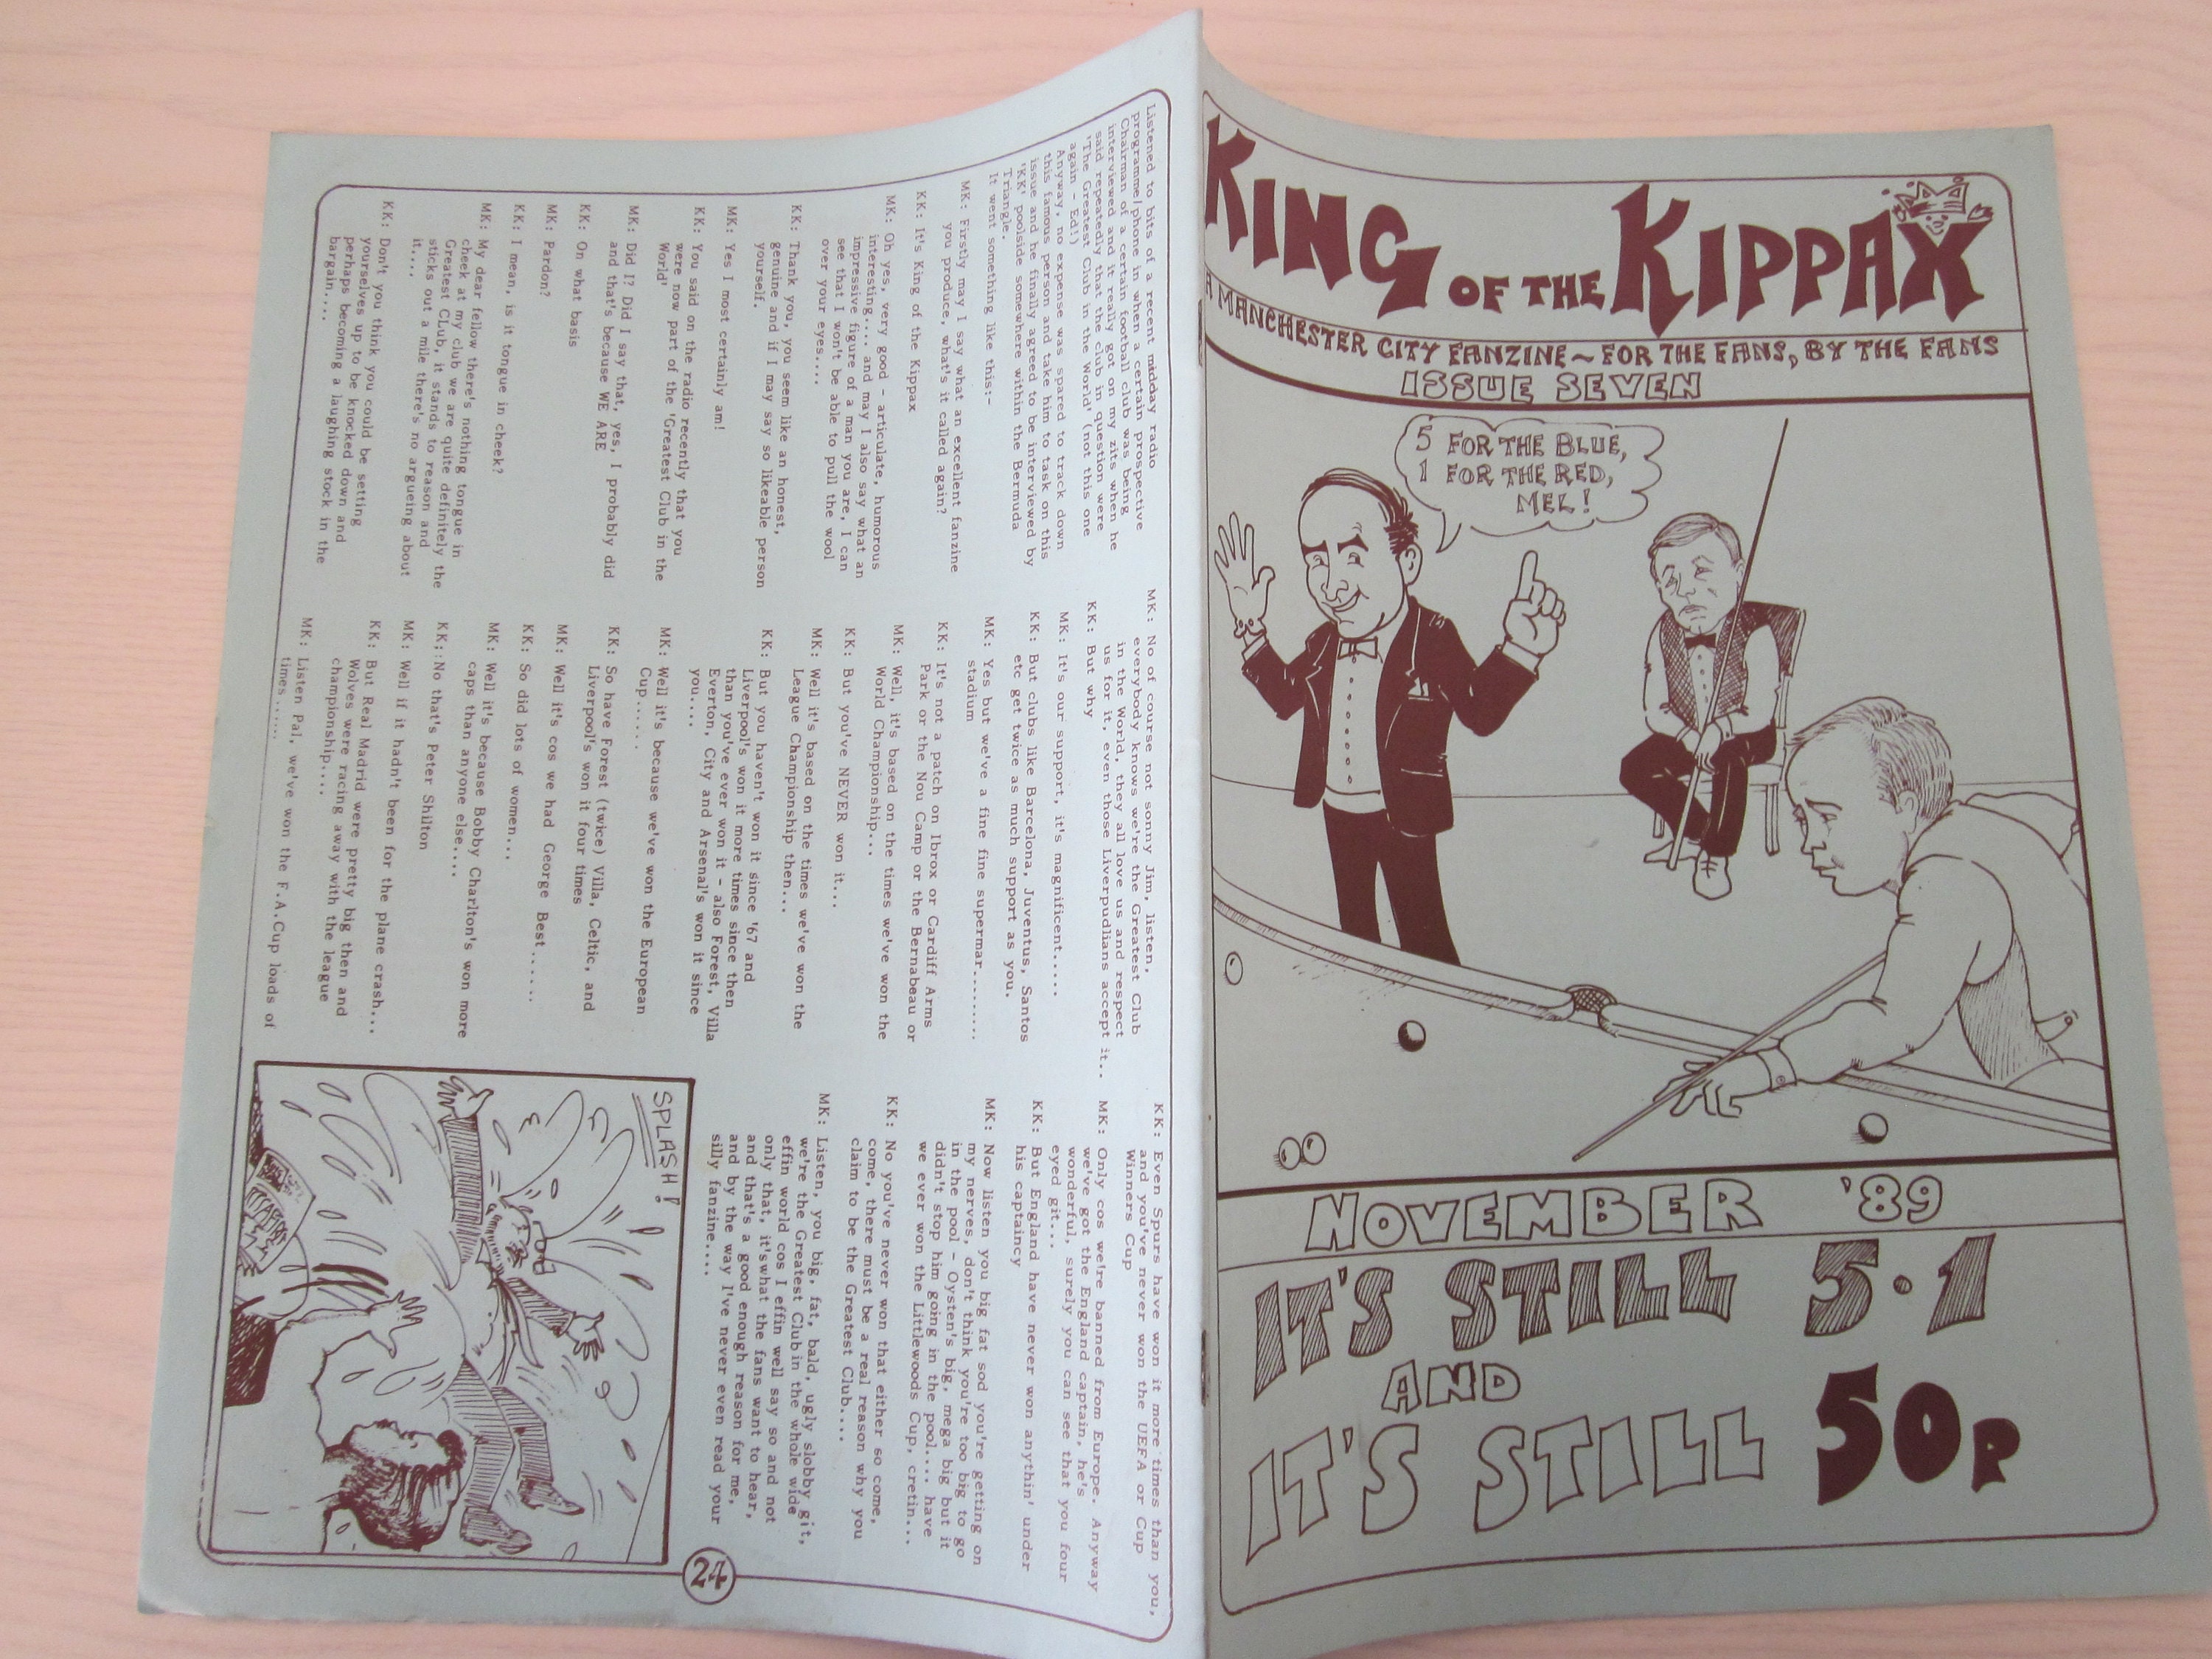 KING OF THE KIPPAX
A MANCHESTER CITY FANZINE ~ FOR THE FANS, BY THE FANS
ISSUE SEVEN
5 FOR THE BLUE,
1 FOR THE RED,
MEL!
NOVEMBER '89
IT'S STILL 5·1
AND
IT'S STILL 50P
Listened to bits of a recent midday radio
programme/phone in when a certain prospective
Chairman of a certain football club was being
interviewed and it really got on my zits when he
said repeatedly that the club in question were
'The Greatest Club in the World' (not this one
again - Ed!)
Anyway, no expense was spared to track down
this famous person and take him to task on this
issue and he finally agreed to be interviewed by
'KK' poolside somewhere within the Bermuda
Triangle.
It went something like this:-
MK: Firstly may I say what an excellent fanzine
you produce, what's it called again?
KK: It's King of the Kippax
MK: Oh yes, very good - articulate, humorous
interesting.... and may I also say what an
impressive figure of a man you are, I can
see that I won't be able to pull the wool
over your eyes....
KK: Thank you, you seem like an honest,
genuine and if I may say so likeable person
yourself.
MK: Yes I most certainly am!
KK: You said on the radio recently that you
were now part of the 'Greatest Club in the
World'
MK: Did I? Did I say that, yes, I probably did
and that's because WE ARE
KK: On what basis
MK: Pardon?
KK: I mean, is it tongue in cheek?
MK: My dear fellow there's nothing tongue in
cheek at my club we are quite definitely the
Greatest CLub, it stands to reason and
sticks out a mile there's no argueing about
it....
KK: Don't you think you could be setting
yourselves up to be knocked down and
perhaps becoming a laughing stock in the
bargain....
MK: No of course not sonny Jim, listen,
everybody knows we're the Greatest Club
in the World, they all love us and respect
us for it, even those Liverpudlians accept it..
KK: But why
MK: It's our support, it's magnificent.....
KK: But clubs like Barcelona, Juventus, Santos
etc get twice as much support as you.
MK: Yes but we've a fine fine supermar.........
stadium
KK: It's not a patch on Ibrox or Cardiff Arms
Park or the Nou Camp or the Bernabeau or
MK: Well, it's based on the times we've won the
World Championship...
KK: But you've NEVER won it...
MK: Well it's based on the times we've won the
League Championship then...
KK: But you haven't won it since '67 and
Liverpool's won it more times since then
than you've ever won it - also Forest, Villa
Everton, City and Arsenal's won it since
you....
MK: Well it's because we've won the European
Cup......
KK: So have Forest (twice) Villa, Celtic, and
Liverpool's won it four times
MK: Well it's cos we had George Best......
KK: So did lots of women...
MK: Well it's because Bobby Charlton's won more
caps than anyone else....
KK::No that's Peter Shilton
MK: Well if it hadn't been for the plane crash...
KK: But Real Madrid were pretty big then and
Wolves were racing away with the league
championship....
MK: Listen Pal, we've won the F.A.Cup loads of
times......
KK: Even Spurs have won it more times than you,
and you've never won the UEFA or Cup
Winners Cup
MK: Only cos we're banned from Europe. Anyway
we've got the England captain, he's
wonderful, surely you can see that you four
eyed git...
KK: But England have never won anythin' under
his captaincy
MK: Now listen you big fat sod you're getting on
my nerves, don't think you're too big to go
in the pool - Oysten's big, mega big but it
didn't stop him going in the pool.... have
we ever won the Littlewoods Cup, cretin...
KK: No you've never won that either so come,
come, there must be a real reason why you
claim to be the Greatest Club....
MK: Listen, you big, fat, bald, ugly slobby git,
we're the Greatest Club in the whole wide
effin world cos I effin well say so and not
only that, it's what the fans want to hear,
and that's a good enough reason for me,
and by the way I've never even read your
silly fanzine....
SPLASH!
24